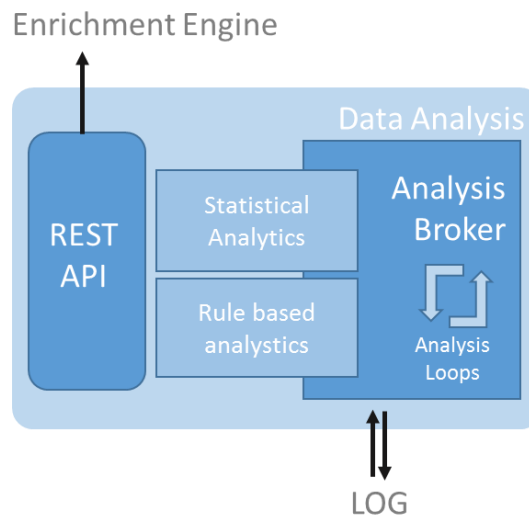 Enrichment Engine
Data Analysis
REST
API
Statistical
Analytics
Rule based
analystics
Analysis
Broker
Analysis
Loops
LOG